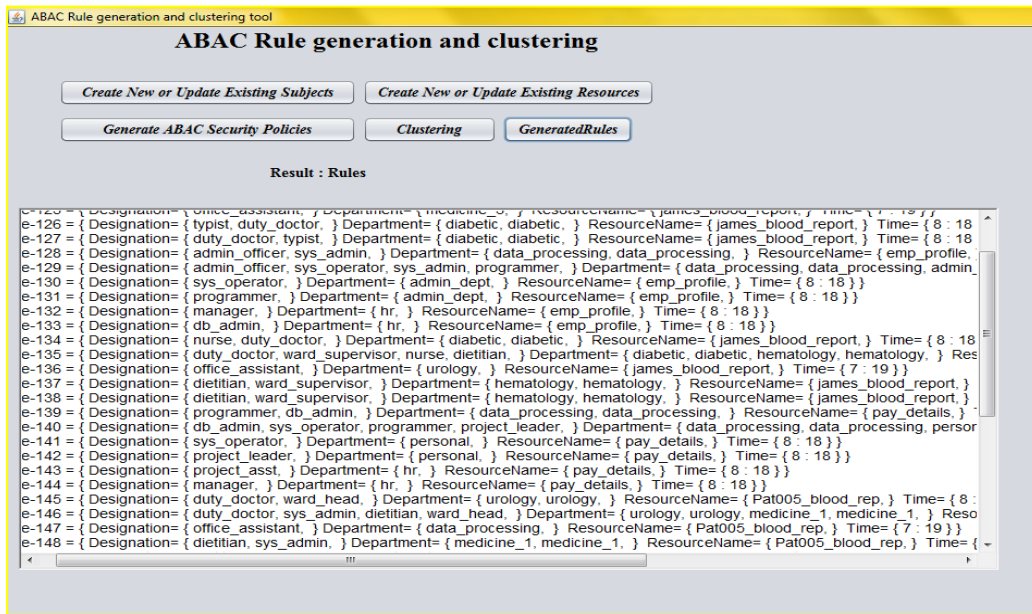 ABAC Rule generation and clustering tool
ABAC Rule generation and clustering
Create New or Update Existing Subjects Create New or Update Existing Resources
Generate ABAC Security Policies Clustering GeneratedRules
Result : Rules
e-125 = { Designation= { office_assistant, } Department= { medicine_3, } ResourceName= { james_blood_report, } Time= { 7 : 19 } }
e-126 = { Designation= { typist, duty_doctor, } Department= { diabetic, diabetic, } ResourceName= { james_blood_report, } Time= { 8 : 18
e-127 = { Designation= { duty_doctor, typist, } Department= { diabetic, diabetic, } ResourceName= { james_blood_report, } Time= { 8 : 18
e-128 = { Designation= { admin_officer, sys_admin, } Department= { data_processing, data_processing, } ResourceName= { emp_profile,
e-129 = { Designation= { admin_officer, sys_operator, sys_admin, programmer, } Department= { data_processing, data_processing, admin_
e-130 = { Designation= { sys_operator, } Department= { admin_dept, } ResourceName= { emp_profile, } Time= { 8 : 18 } }
e-131 = { Designation= { programmer, } Department= { admin_dept, } ResourceName= { emp_profile, } Time= { 8 : 18 } }
e-132 = { Designation= { manager, } Department= { hr, } ResourceName= { emp_profile, } Time= { 8 : 18 } }
e-133 = { Designation= { db_admin, } Department= { hr, } ResourceName= { emp_profile, } Time= { 8 : 18 } }
e-134 = { Designation= { nurse, duty_doctor, } Department= { diabetic, diabetic, } ResourceName= { james_blood_report, } Time= { 8 : 18
e-135 = { Designation= { duty_doctor, ward_supervisor, nurse, dietitian, } Department= { diabetic, diabetic, hematology, hematology, } Res
e-136 = { Designation= { office_assistant, } Department= { urology, } ResourceName= { james_blood_report, } Time= { 7 : 19 } }
e-137 = { Designation= { dietitian, ward_supervisor, } Department= { hematology, hematology, } ResourceName= { james_blood_report, }
e-138 = { Designation= { dietitian, ward_supervisor, } Department= { hematology, hematology, } ResourceName= { james_blood_report, }
e-139 = { Designation= { programmer, db_admin, } Department= { data_processing, data_processing, } ResourceName= { pay_details, }
e-140 = { Designation= { db_admin, sys_operator, programmer, project_leader, } Department= { data_processing, data_processing, person
e-141 = { Designation= { sys_operator, } Department= { personal, } ResourceName= { pay_details, } Time= { 8 : 18 } }
e-142 = { Designation= { project_leader, } Department= { personal, } ResourceName= { pay_details, } Time= { 8 : 18 } }
e-143 = { Designation= { project_asst, } Department= { hr, } ResourceName= { pay_details, } Time= { 8 : 18 } }
e-144 = { Designation= { manager, } Department= { hr, } ResourceName= { pay_details, } Time= { 8 : 18 } }
e-145 = { Designation= { duty_doctor, ward_head, } Department= { urology, urology, } ResourceName= { Pat005_blood_rep, } Time= { 8 :
e-146 = { Designation= { duty_doctor, sys_admin, dietitian, ward_head, } Department= { urology, urology, medicine_1, medicine_1, } Reso
e-147 = { Designation= { office_assistant, } Department= { data_processing, } ResourceName= { Pat005_blood_rep, } Time= { 7 : 19 } }
e-148 = { Designation= { dietitian, sys_admin, } Department= { medicine_1, medicine_1, } ResourceName= { Pat005_blood_rep, } Time= {